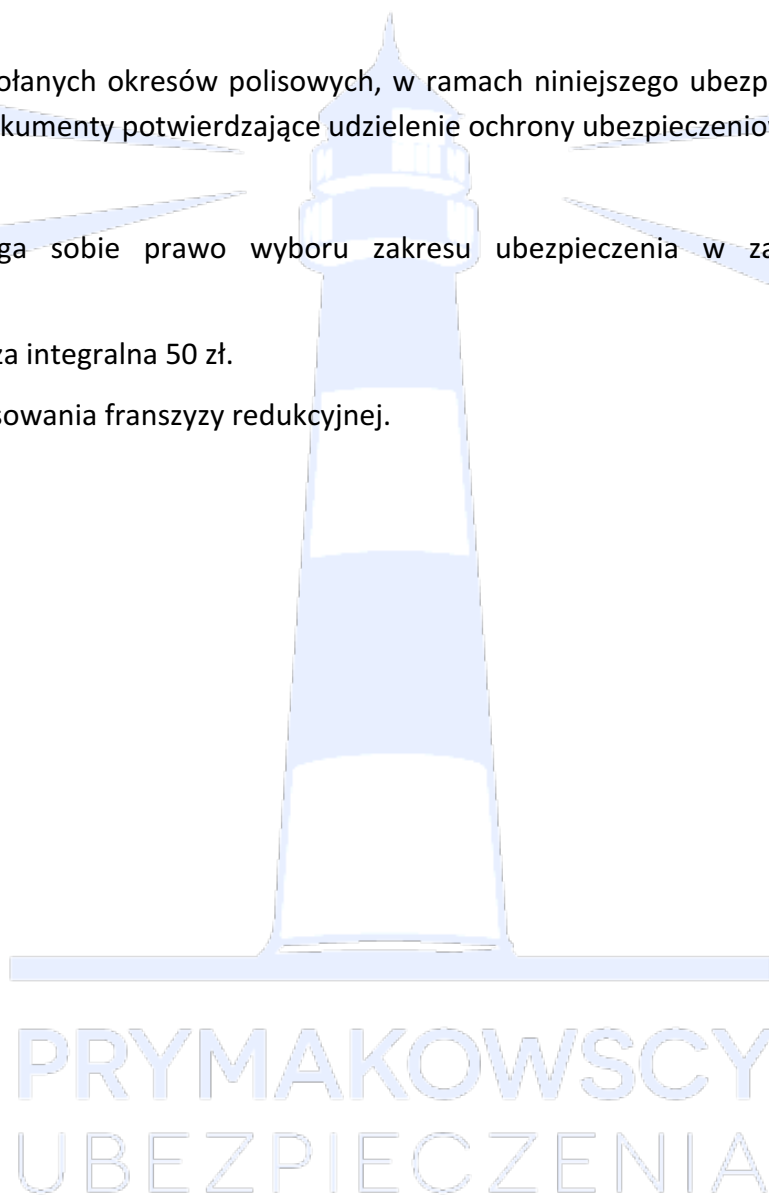 ołanych okresów polisowych, w ramach niniejszego ubezp
kumenty potwierdzające udzielenie ochrony ubezpieczeniow
ga sobie prawo wyboru zakresu ubezpieczenia w za
za integralna 50 zł.
sowania franszyzy redukcyjnej.
PRYMAKOWSCY
UBEZPIECZENIA